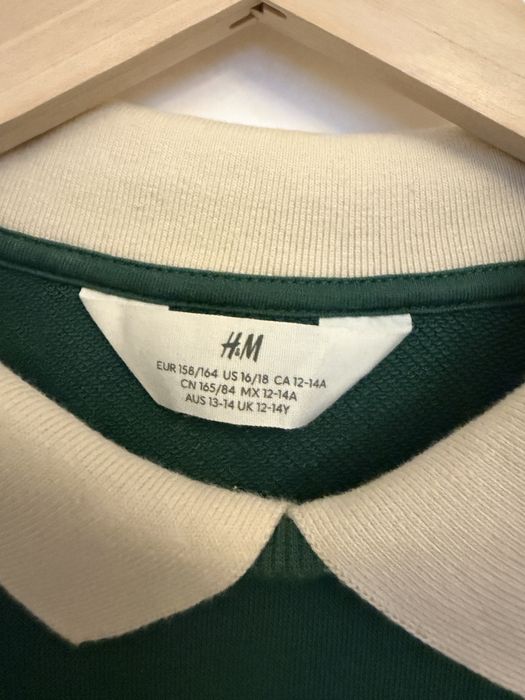 H&M
EUR 158/164 US 16/18 CA 12-14A
CN 165/84 MX 12-14A
AUS 13-14 UK 12-14Y